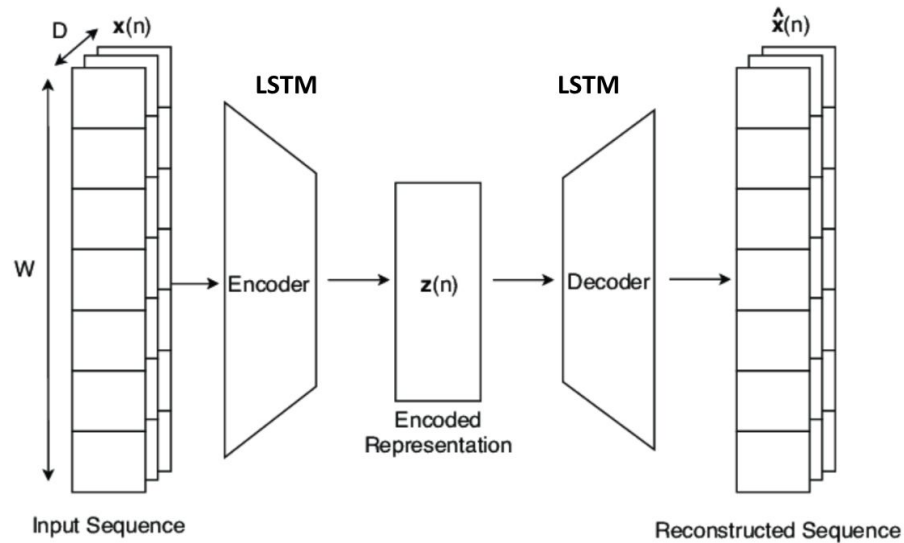 D
x(n)
x̂(n)
LSTM
LSTM
W
Encoder
z(n)
Decoder
Encoded
Representation
Input Sequence
Reconstructed Sequence